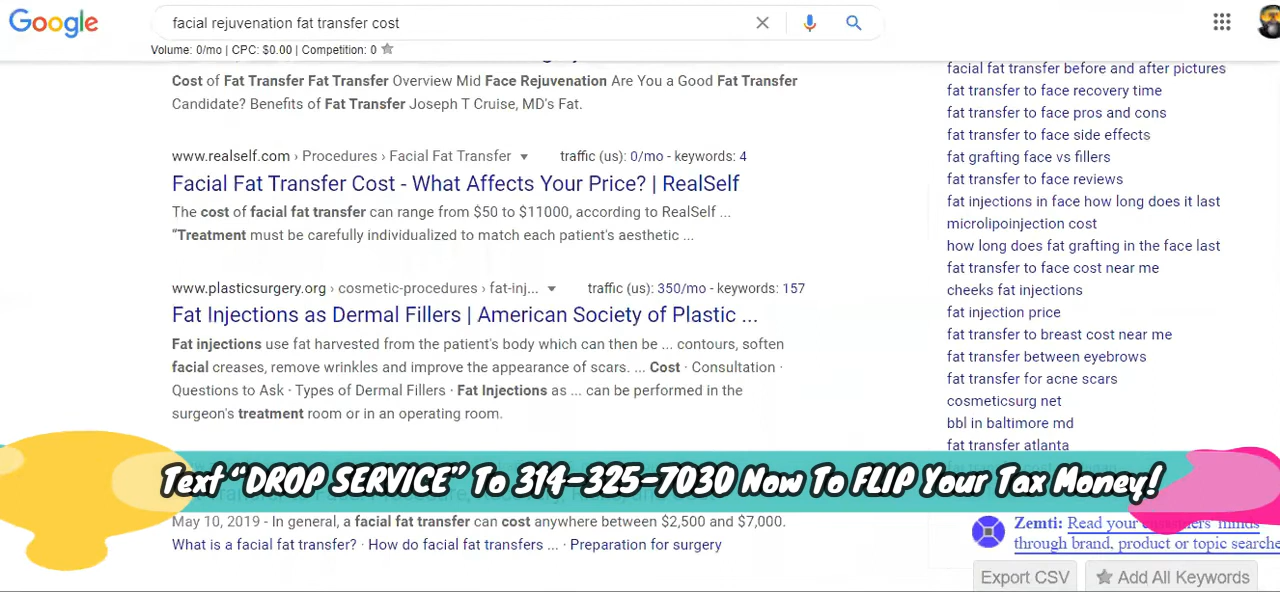 Google
facial rejuvenation fat transfer cost
Volume: 0/mo | CPC: $0.00 | Competition: 0
Cost of Fat Transfer Fat Transfer Overview Mid Face Rejuvenation Are You a Good Fat Transfer
Candidate? Benefits of Fat Transfer Joseph T Cruise, MD's Fat.
www.realself.com › Procedures › Facial Fat Transfer
traffic (us): 0/mo - keywords: 4
Facial Fat Transfer Cost - What Affects Your Price? | RealSelf
The cost of facial fat transfer can range from $50 to $11000, according to RealSelf ...
“Treatment must be carefully individualized to match each patient's aesthetic ...
www.plasticsurgery.org › cosmetic-procedures › fat-inj...
traffic (us): 350/mo - keywords: 157
Fat Injections as Dermal Fillers | American Society of Plastic ...
Fat injections use fat harvested from the patient's body which can then be ... contours, soften
facial creases, remove wrinkles and improve the appearance of scars. ... Cost · Consultation ·
Questions to Ask · Types of Dermal Fillers · Fat Injections as ... can be performed in the
surgeon's treatment room or in an operating room.
Text “DROP SERVICE” To 314-325-7030 Now To FLIP Your Tax Money!
May 10, 2019 - In general, a facial fat transfer can cost anywhere between $2,500 and $7,000.
What is a facial fat transfer? · How do facial fat transfers ... · Preparation for surgery
facial fat transfer before and after pictures
fat transfer to face recovery time
fat transfer to face pros and cons
fat transfer to face side effects
fat grafting face vs fillers
fat transfer to face reviews
fat injections in face how long does it last
microlipoinjection cost
how long does fat grafting in the face last
fat transfer to face cost near me
cheeks fat injections
fat injection price
fat transfer to breast cost near me
fat transfer between eyebrows
fat transfer for acne scars
cosmeticsurg net
bbl in baltimore md
fat transfer atlanta
Zemti: Read your customers' minds
through brand, product or topic searche
Export CSV
Add All Keywords